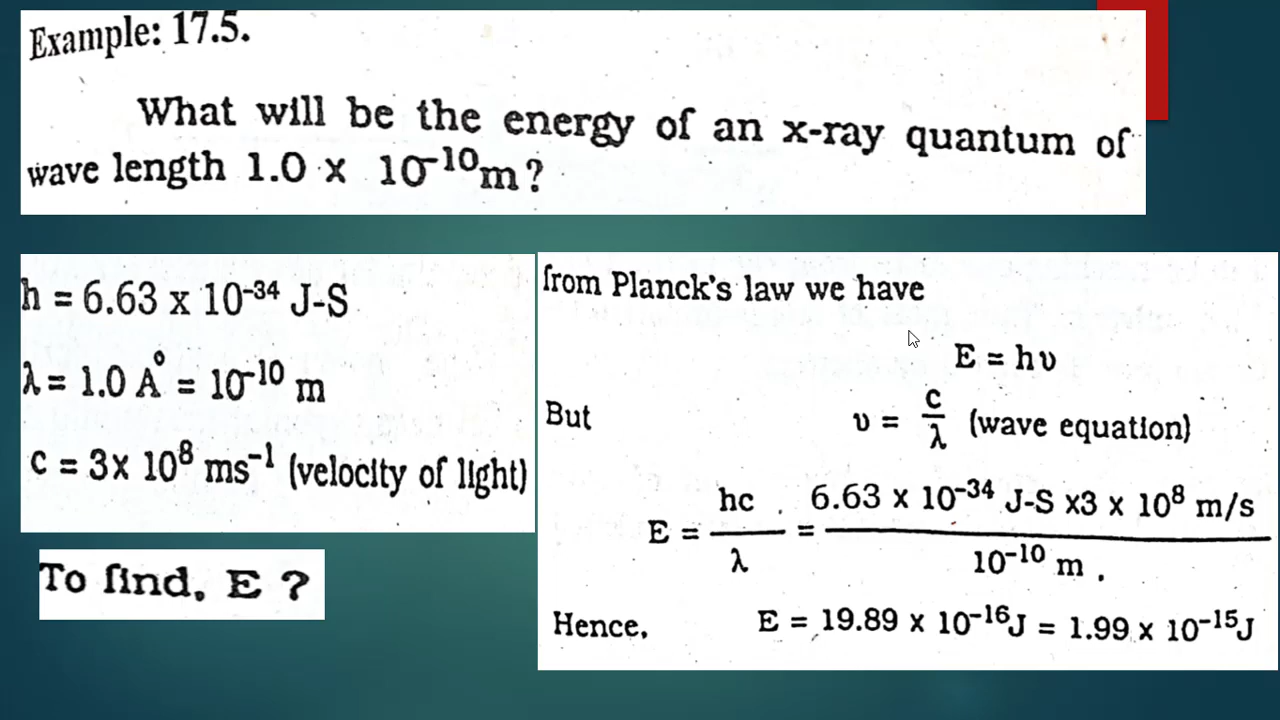 Example: 17.5.
What will be the energy of an x-ray quantum of
wave length 1.0 x 10⁻¹⁰m?
h = 6.63 x 10⁻³⁴ J-S
λ = 1.0 A° = 10⁻¹⁰ m
c = 3x 10⁸ ms⁻¹ (velocity of light)
To find, E ?
from Planck's law we have
E = hυ
But υ = c/λ (wave equation)
E = hc/λ = 6.63 x 10⁻³⁴ J-S x3 x 10⁸ m/s / 10⁻¹⁰ m .
Hence, E = 19.89 x 10⁻¹⁶J = 1.99 x 10⁻¹⁵J